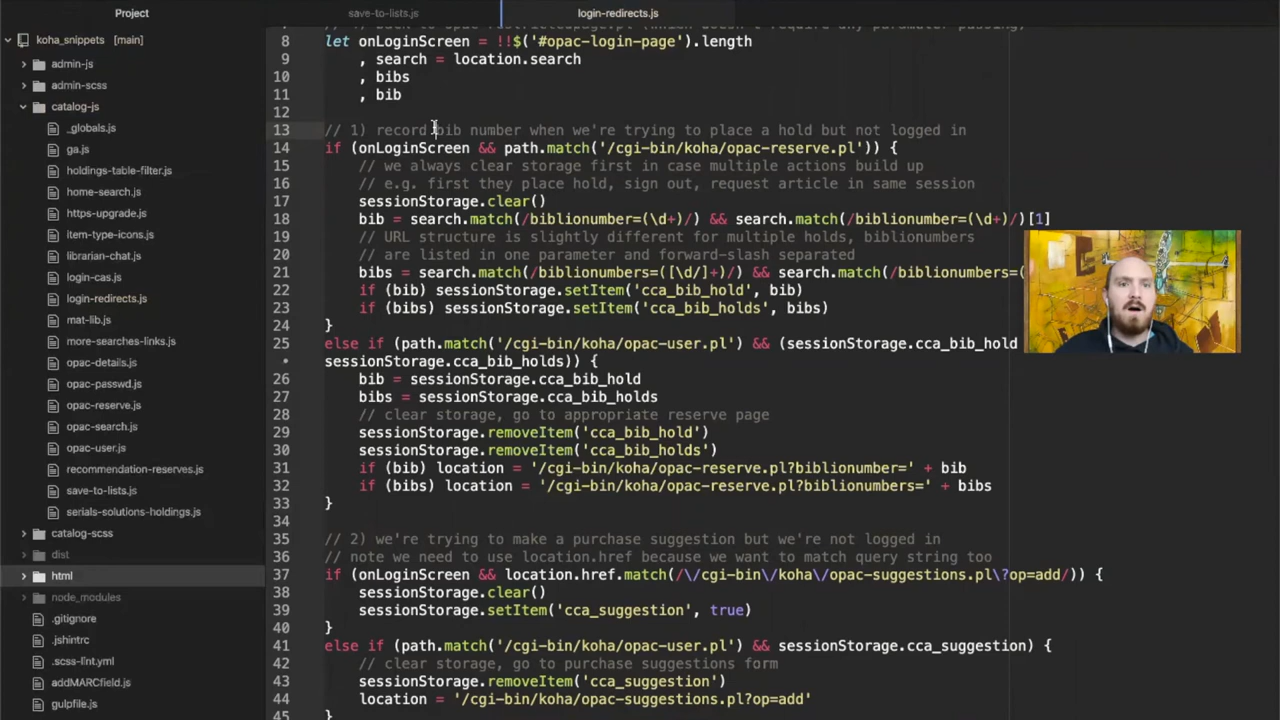 Project
save-to-lists.js
login-redirects.js
koha_snippets [main]
admin-js
admin-scss
catalog-js
_globals.js
ga.js
holdings-table-filter.js
home-search.js
https-upgrade.js
item-type-icons.js
librarian-chat.js
login-cas.js
login-redirects.js
mat-lib.js
more-searches-links.js
opac-details.js
opac-passwd.js
opac-reserve.js
opac-search.js
opac-user.js
recommendation-reserves.js
save-to-lists.js
serials-solutions-holdings.js
catalog-scss
dist
html
node_modules
.gitignore
.jshintrc
.scss-lint.yml
addMARCfield.js
gulpfile.js
8 let onLoginScreen = !!$('#opac-login-page').length
9 , search = location.search
10 , bibs
11 , bib
12
13 // 1) record bib number when we're trying to place a hold but not logged in
14 if (onLoginScreen && path.match('/cgi-bin/koha/opac-reserve.pl')) {
15 // we always clear storage first in case multiple actions build up
16 // e.g. first they place hold, sign out, request article in same session
17 sessionStorage.clear()
18 bib = search.match(/biblionumber=(\d+)/) && search.match(/biblionumber=(\d+)/)[1]
19 // URL structure is slightly different for multiple holds, biblionumbers
20 // are listed in one parameter and forward-slash separated
21 bibs = search.match(/biblionumbers=([\d/]+)/) && search.match(/biblionumbers=(
22 if (bib) sessionStorage.setItem('cca_bib_hold', bib)
23 if (bibs) sessionStorage.setItem('cca_bib_holds', bibs)
24 }
25 else if (path.match('/cgi-bin/koha/opac-user.pl') && (sessionStorage.cca_bib_hold
• sessionStorage.cca_bib_holds)) {
26 bib = sessionStorage.cca_bib_hold
27 bibs = sessionStorage.cca_bib_holds
28 // clear storage, go to appropriate reserve page
29 sessionStorage.removeItem('cca_bib_hold')
30 sessionStorage.removeItem('cca_bib_holds')
31 if (bib) location = '/cgi-bin/koha/opac-reserve.pl?biblionumber=' + bib
32 if (bibs) location = '/cgi-bin/koha/opac-reserve.pl?biblionumbers=' + bibs
33 }
34
35 // 2) we're trying to make a purchase suggestion but we're not logged in
36 // note we need to use location.href because we want to match query string too
37 if (onLoginScreen && location.href.match(/\/cgi-bin\/koha\/opac-suggestions.pl\?op=add/)) {
38 sessionStorage.clear()
39 sessionStorage.setItem('cca_suggestion', true)
40 }
41 else if (path.match('/cgi-bin/koha/opac-user.pl') && sessionStorage.cca_suggestion) {
42 // clear storage, go to purchase suggestions form
43 sessionStorage.removeItem('cca_suggestion')
44 location = '/cgi-bin/koha/opac-suggestions.pl?op=add'
45 }